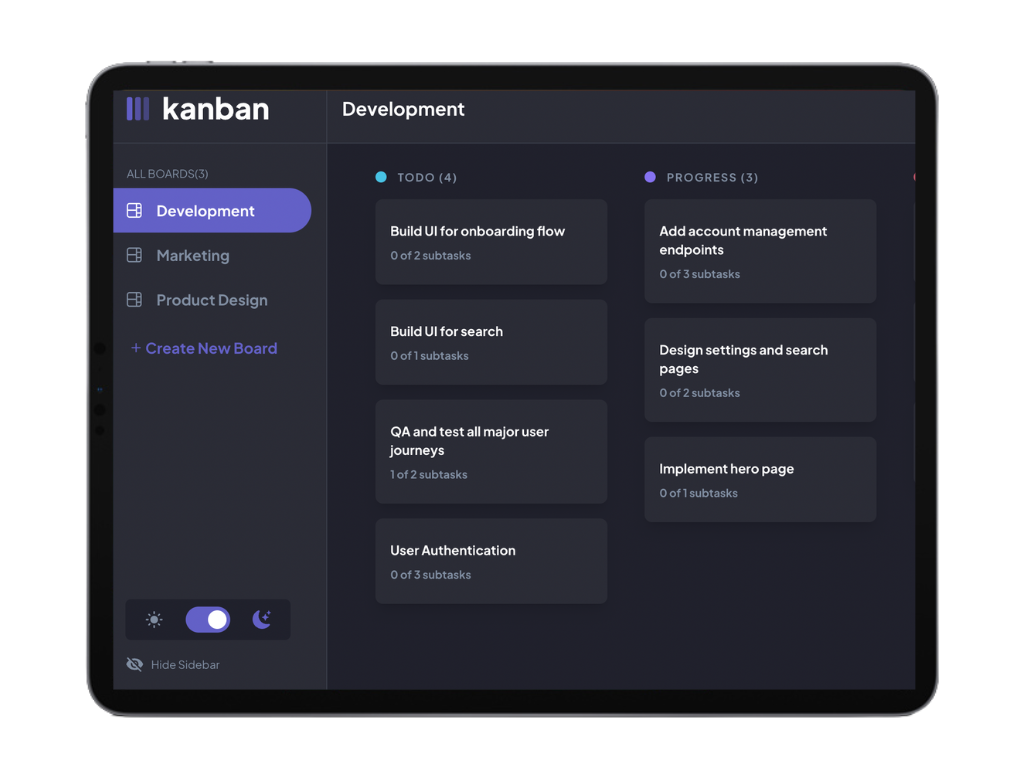 kanban
Development
ALL BOARDS(3)
Development
Marketing
Product Design
+ Create New Board
Hide Sidebar
TODO (4)
Build UI for onboarding flow
0 of 2 subtasks
Build UI for search
0 of 1 subtasks
QA and test all major user
journeys
1 of 2 subtasks
User Authentication
0 of 3 subtasks
PROGRESS (3)
Add account management
endpoints
0 of 3 subtasks
Design settings and search
pages
0 of 2 subtasks
Implement hero page
0 of 1 subtasks